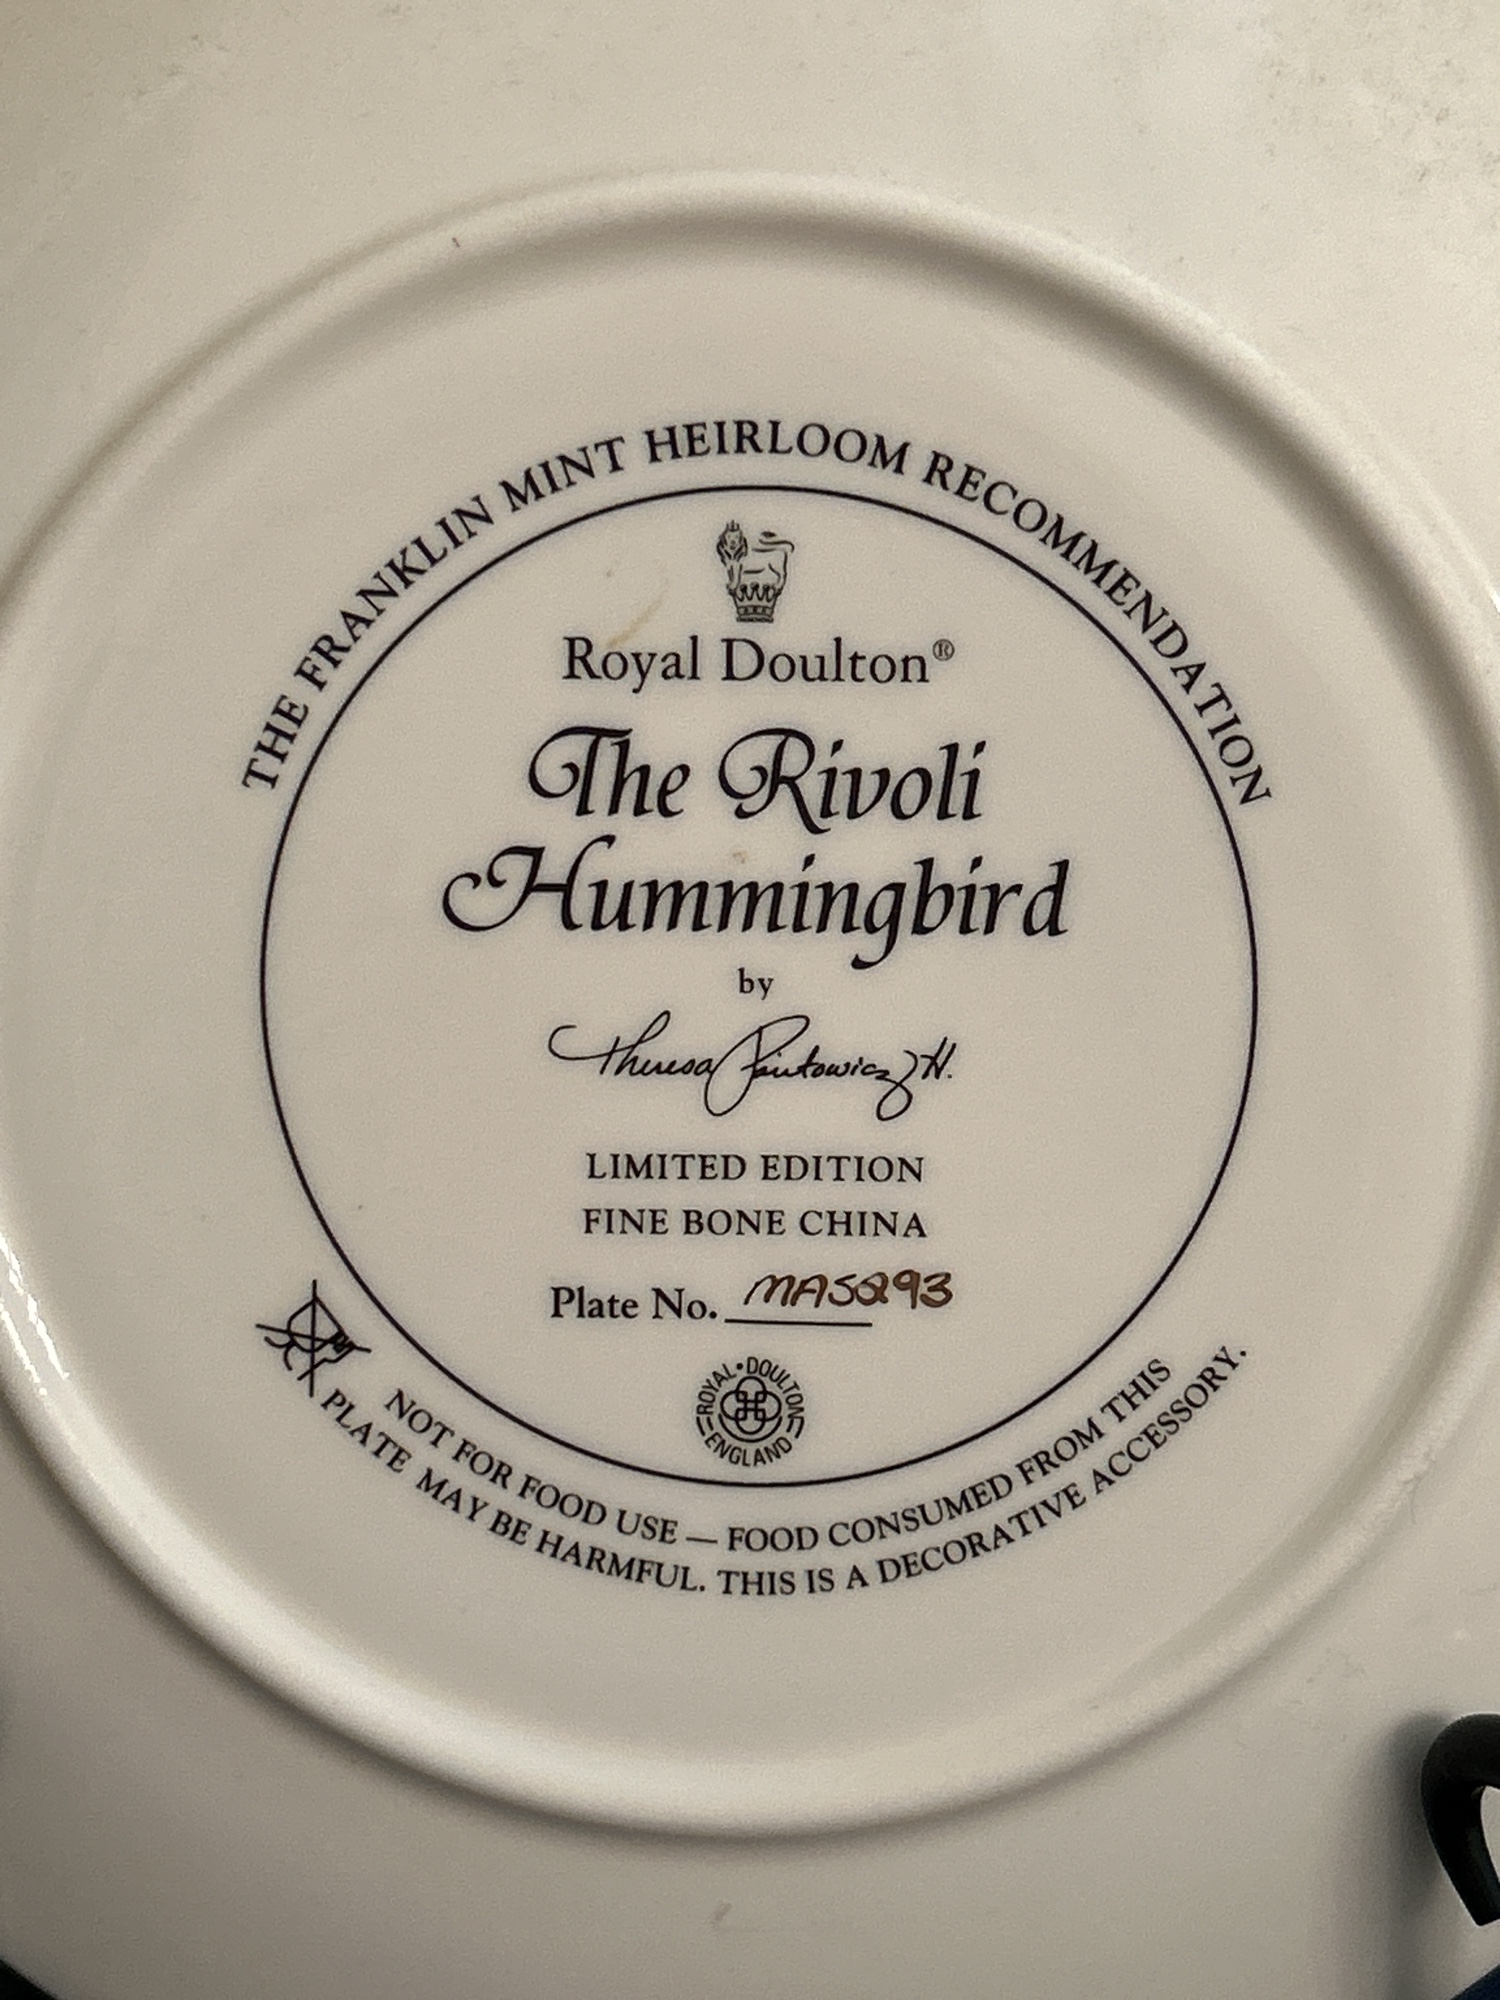 THE FRANKLIN MINT HEIRLOOM RECOMMENDATION
Royal Doulton®
The Rivoli
Hummingbird
by
Theresa Pointowicz H.
LIMITED EDITION
FINE BONE CHINA
Plate No. MA5293
ROYAL • DOULTON
ENGLAND
NOT FOR FOOD USE — FOOD CONSUMED FROM THIS
PLATE MAY BE HARMFUL. THIS IS A DECORATIVE ACCESSORY.